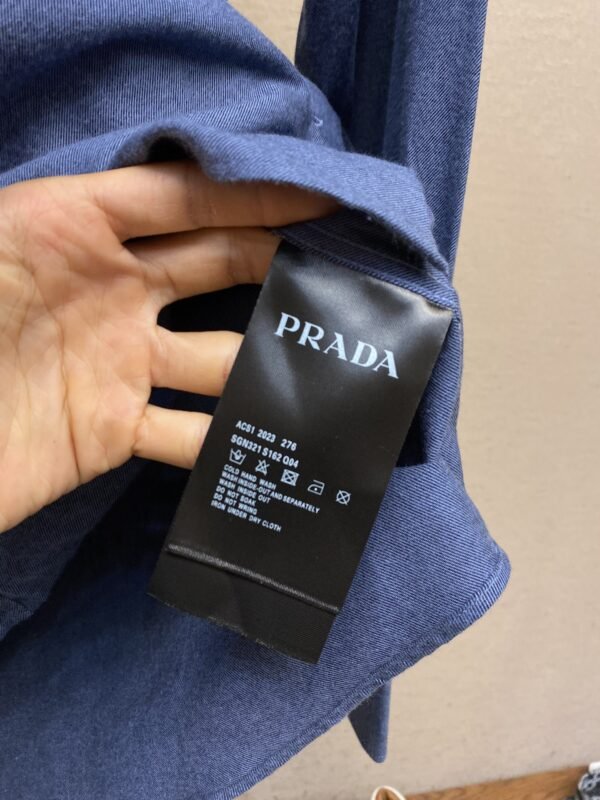 PRADA
ACS1 2023 276
SGN321 S162 Q04
COLD HAND WASH
WASH INSIDE-OUT AND SEPARATELY
WASH INSIDE OUT
DO NOT SOAK
DO NOT WRING
IRON UNDER DRY CLOTH